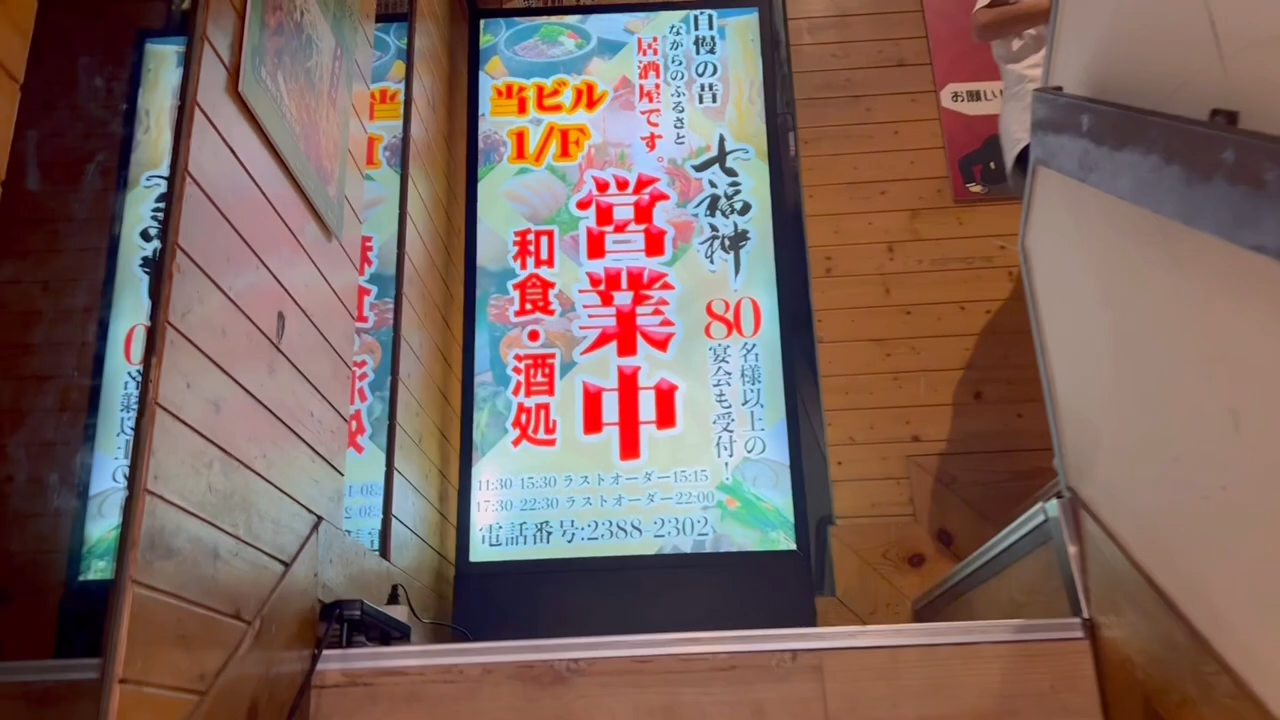 自慢の昔
ながらのふるさと
居酒屋です。
当ビル
1/F
七福神
営業中
和食・酒処
80
名様以上の
宴会も受付！
11:30-15:30 ラストオーダー15:15
17:30-22:30 ラストオーダー22:00
電話番号:2388-2302
お願い